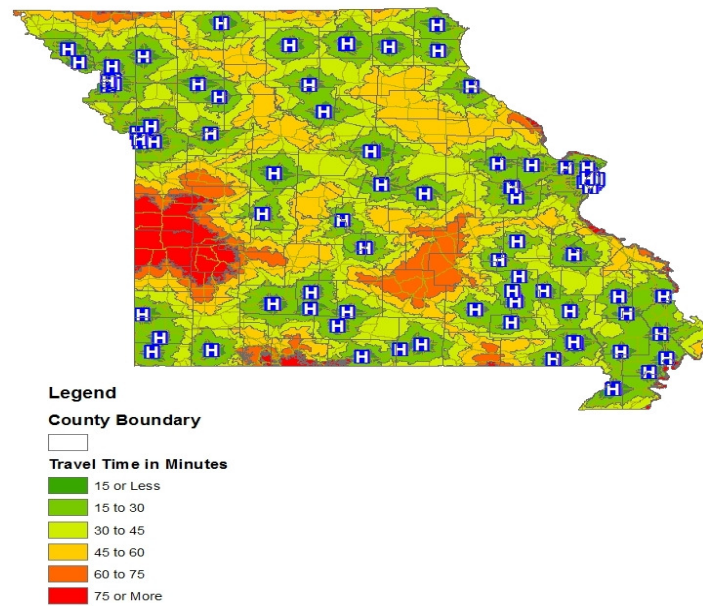 Legend
County Boundary
Travel Time in Minutes
15 or Less
15 to 30
30 to 45
45 to 60
60 to 75
75 or More